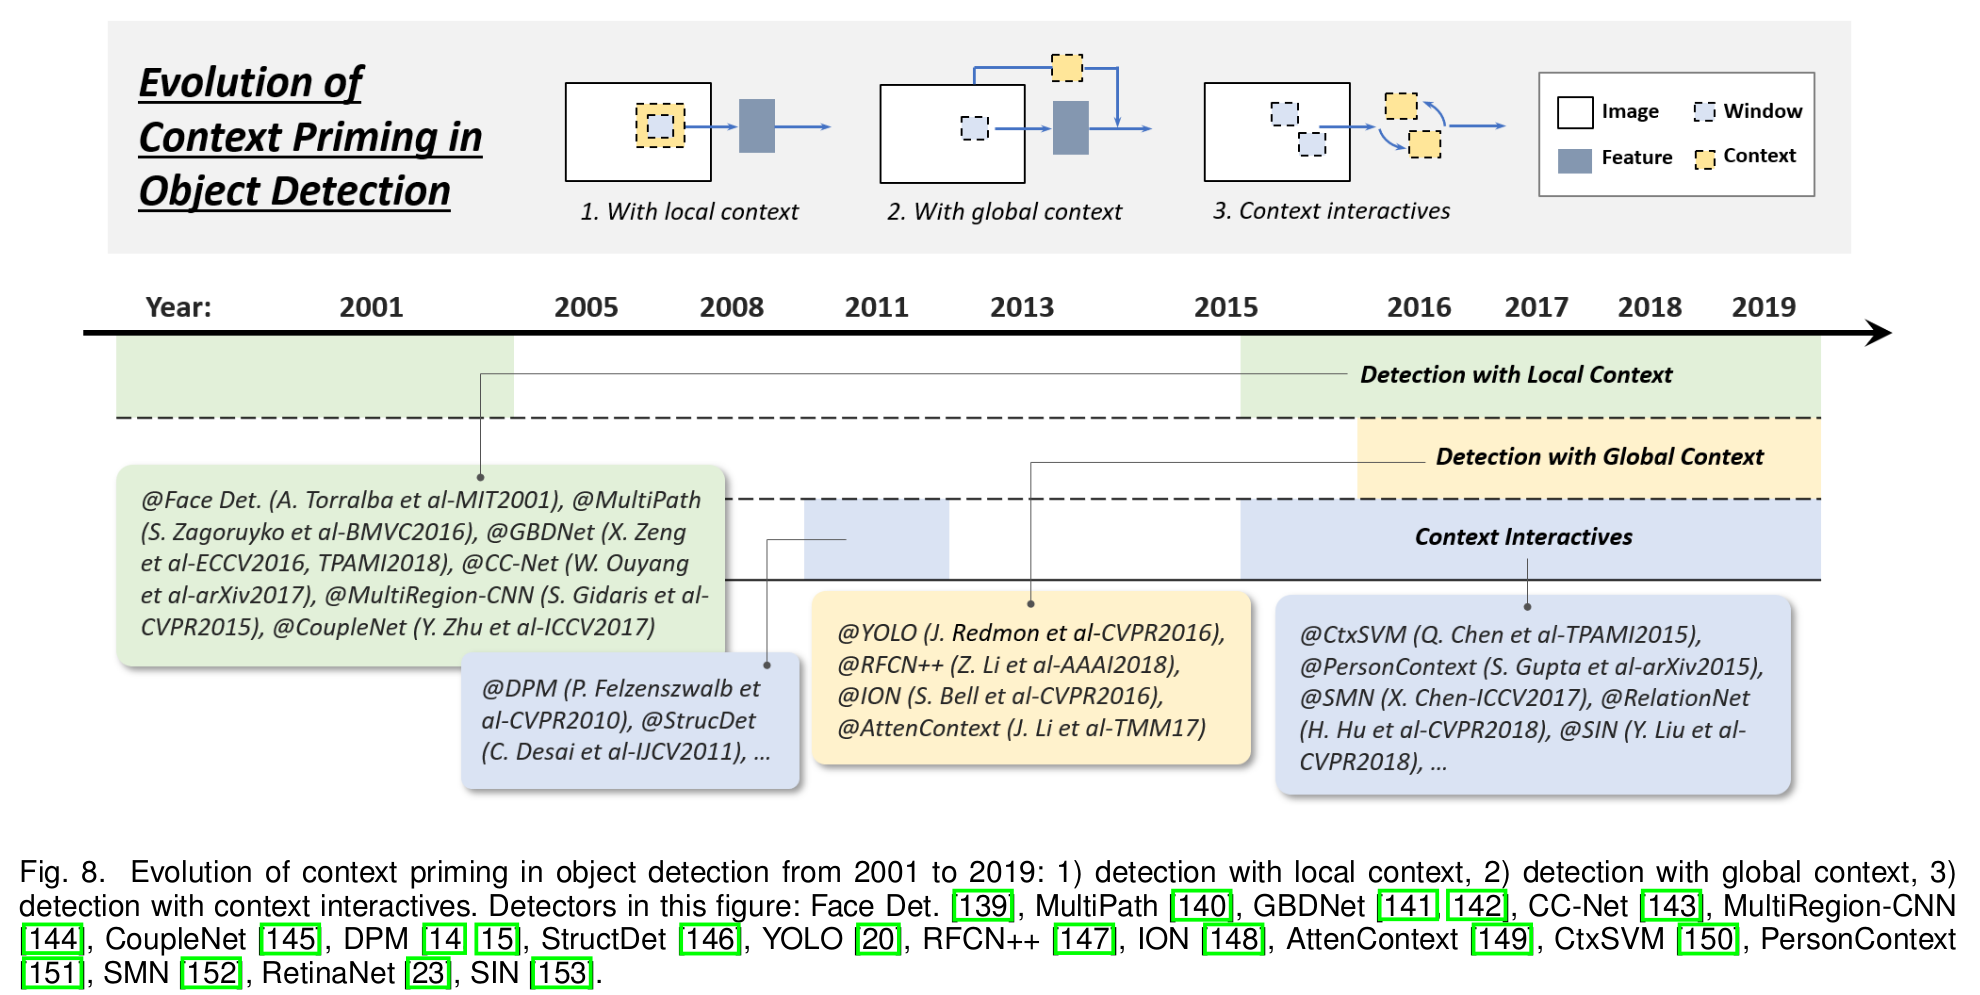 Evolution of
Context Priming in
Object Detection
1. With local context
2. With global context
3. Context interactives
Image
Window
Feature
Context
Year: 2001 2005 2008 2011 2013 2015 2016 2017 2018 2019
Detection with Local Context
Detection with Global Context
Context Interactives
@Face Det. (A. Torralba et al-MIT2001), @MultiPath
(S. Zagoruyko et al-BMVC2016), @GBDNet (X. Zeng
et al-ECCV2016, TPAMI2018), @CC-Net (W. Ouyang
et al-arXiv2017), @MultiRegion-CNN (S. Gidaris et al-
CVPR2015), @CoupleNet (Y. Zhu et al-ICCV2017)
@DPM (P. Felzenszwalb et
al-CVPR2010), @StrucDet
(C. Desai et al-IJCV2011), ...
@YOLO (J. Redmon et al-CVPR2016),
@RFCN++ (Z. Li et al-AAAI2018),
@ION (S. Bell et al-CVPR2016),
@AttenContext (J. Li et al-TMM17)
@CtxSVM (Q. Chen et al-TPAMI2015),
@PersonContext (S. Gupta et al-arXiv2015),
@SMN (X. Chen-ICCV2017), @RelationNet
(H. Hu et al-CVPR2018), @SIN (Y. Liu et al-
CVPR2018), ...
Fig. 8. Evolution of context priming in object detection from 2001 to 2019: 1) detection with local context, 2) detection with global context, 3)
detection with context interactives. Detectors in this figure: Face Det. [139], MultiPath [140], GBDNet [141, 142], CC-Net [143], MultiRegion-CNN
[144], CoupleNet [145], DPM [14, 15], StructDet [146], YOLO [20], RFCN++ [147], ION [148], AttenContext [149], CtxSVM [150], PersonContext
[151], SMN [152], RetinaNet [23], SIN [153].